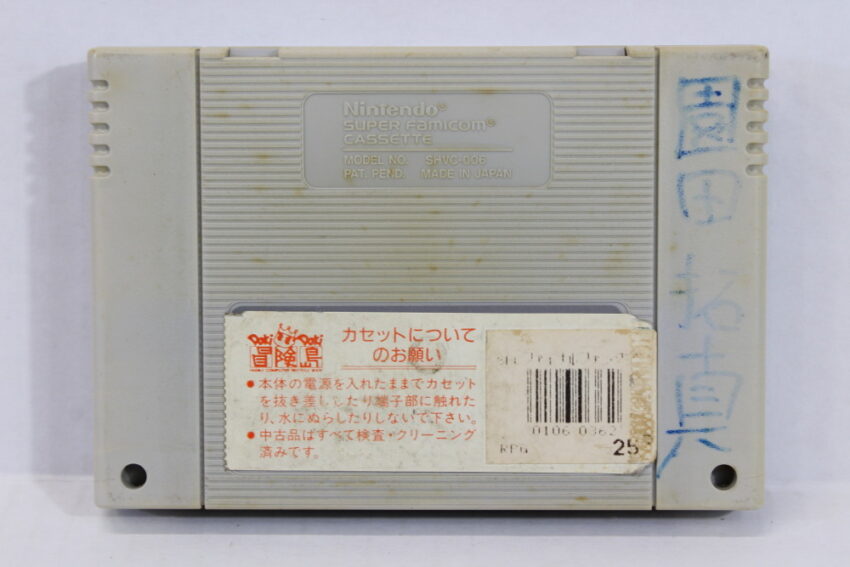 Nintendo®
SUPER FAMICOM®
CASSETTE
MODEL NO. SHVC-006
PAT. PEND. MADE IN JAPAN
冒険島
カセットについて
のお願い
●本体の電源を入れたままでカセット
を抜き差ししたり端子部に触れた
り、水にぬらしたりしないで下さい。
●中古品はすべて検査・クリーニング
済みです。
0106 0362
RPG
25
園田 拓真